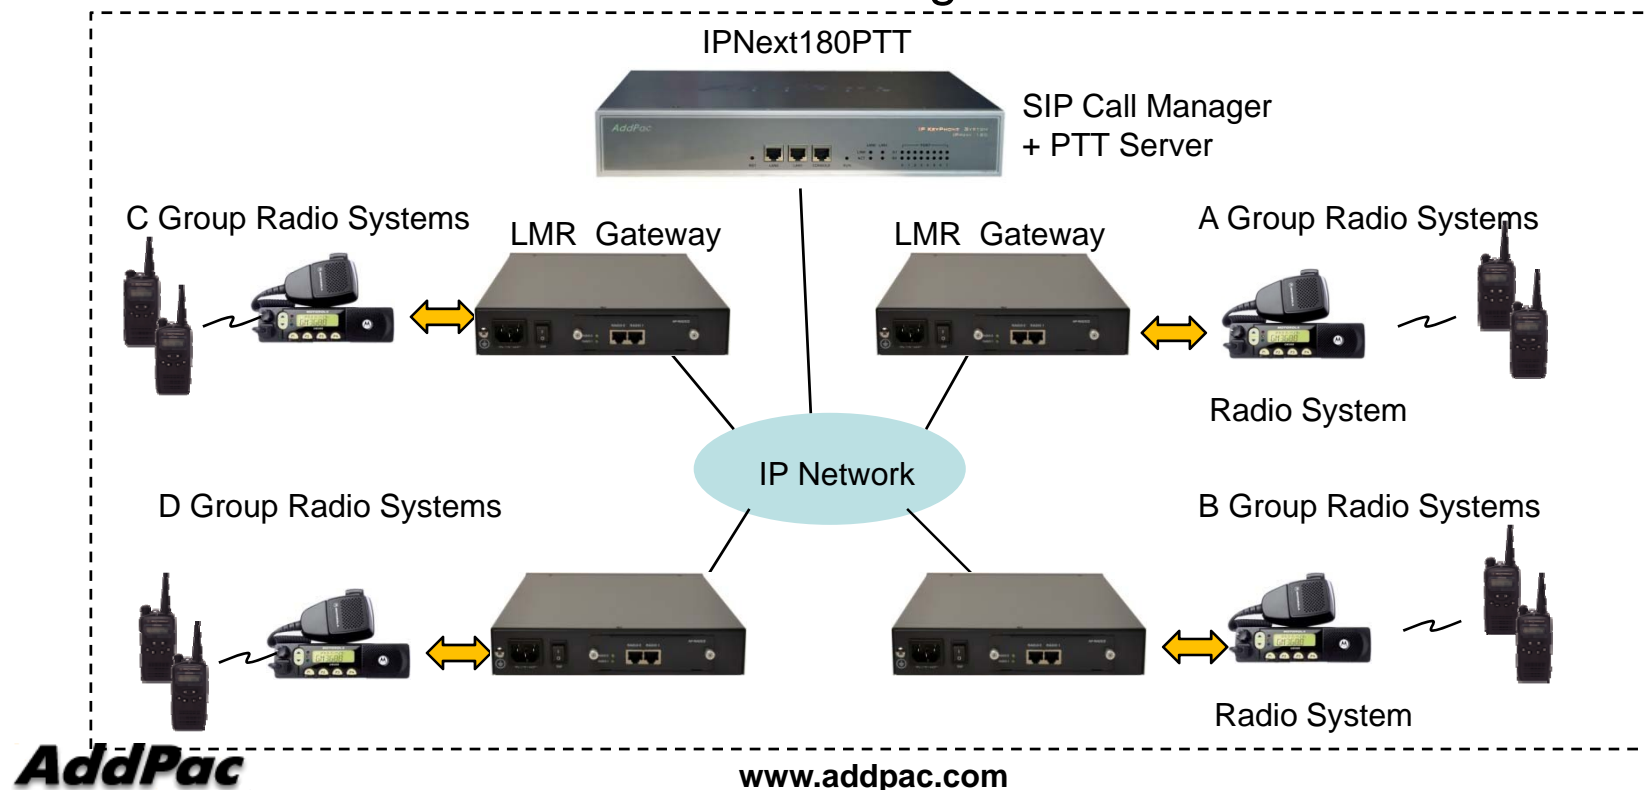 IPNext180PTT
SIP Call Manager
+ PTT Server
AddPac
C Group Radio Systems
LMR Gateway
LMR Gateway
A Group Radio Systems
Radio System
IP Network
D Group Radio Systems
B Group Radio Systems
Radio System
AddPac
www.addpac.com